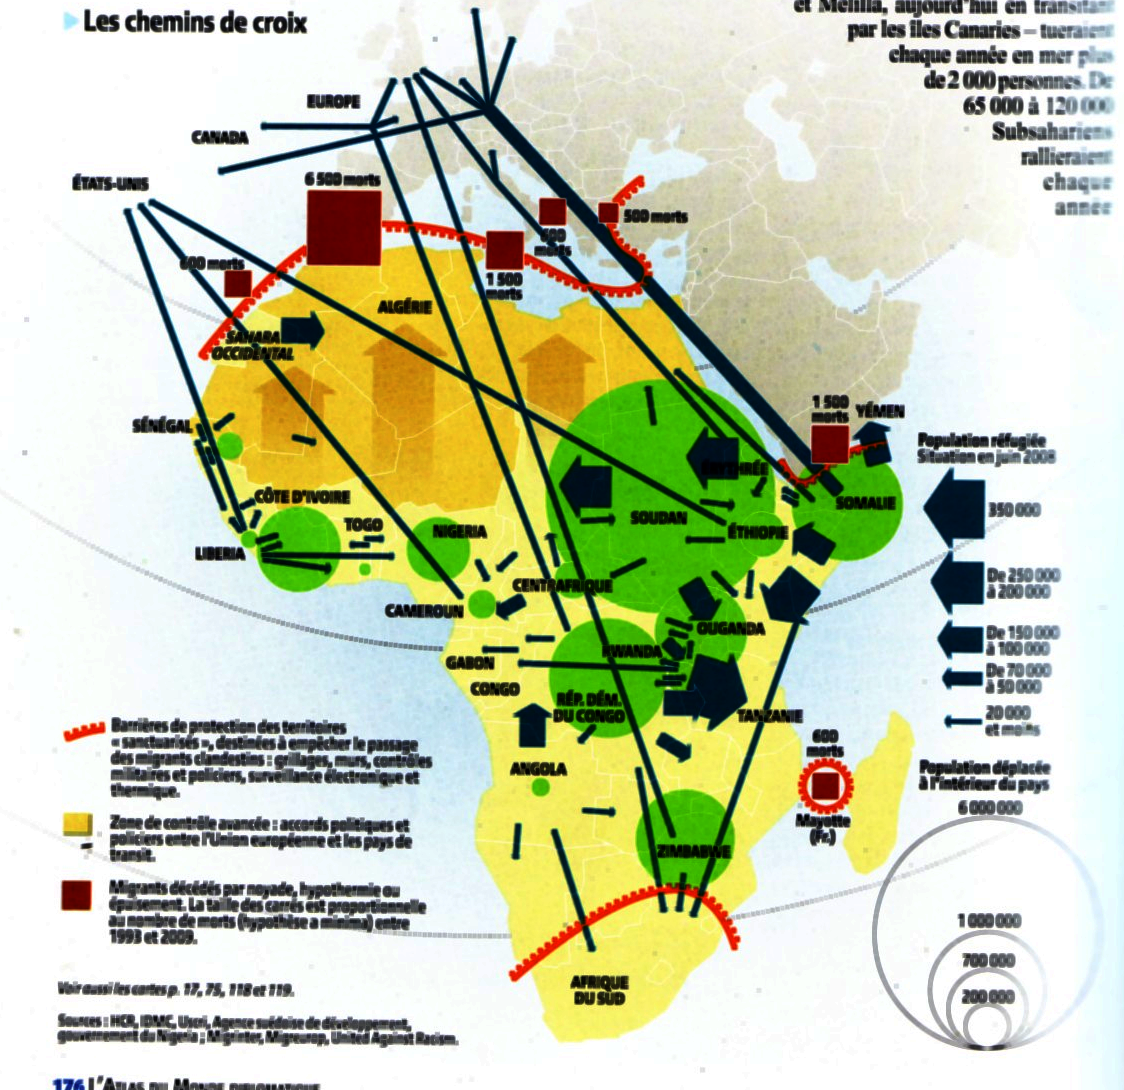 Les chemins de croix
et Melilla, aujourd'hui en transitant
par les îles Canaries – tueraient
chaque année en mer plus
de 2 000 personnes. De
65 000 à 120 000
Subsahariens
rallieraient
chaque
année
EUROPE
CANADA
ÉTATS-UNIS
6 500 morts
500 morts
600
morts
600 morts
1 500
morts
ALGÉRIE
SAHARA
OCCIDENTAL
1 500
morts
YÉMEN
SÉNÉGAL
ÉRYTHRÉE
SOMALIE
CÔTE D'IVOIRE
TOGO
NIGERIA
SOUDAN
ÉTHIOPIE
LIBERIA
CENTRAFRIQUE
CAMEROUN
OUGANDA
RWANDA
GABON
CONGO
RÉP. DÉM.
DU CONGO
TANZANIE
600
morts
ANGOLA
Mayotte
(Fr.)
ZIMBABWE
AFRIQUE
DU SUD
Population réfugiée
Situation en juin 2008
350 000
De 250 000
à 200 000
De 150 000
à 100 000
De 70 000
à 50 000
20 000
et moins
Population déplacée
à l'intérieur du pays
6 000 000
1 000 000
700 000
200 000
Barrières de protection des territoires
« sanctuarisés », destinées à empêcher le passage
des migrants clandestins : grillages, murs, contrôles
militaires et policiers, surveillance électronique et
thermique.
Zone de contrôle avancée : accords politiques et
policiers entre l'Union européenne et les pays de
transit.
Migrants décédés par noyade, hypothermie ou
épuisement. La taille des carrés est proportionnelle
au nombre de morts (hypothèse a minima) entre
1993 et 2009.
Voir aussi les cartes p. 17, 75, 118 et 119.
Sources : HCR, IDMC, Uscri, Agence suédoise de développement,
gouvernement du Nigeria ; Migrinter, Migreurop, United Against Racism.
176 L'ATLAS DU MONDE DIPLOMATIQUE